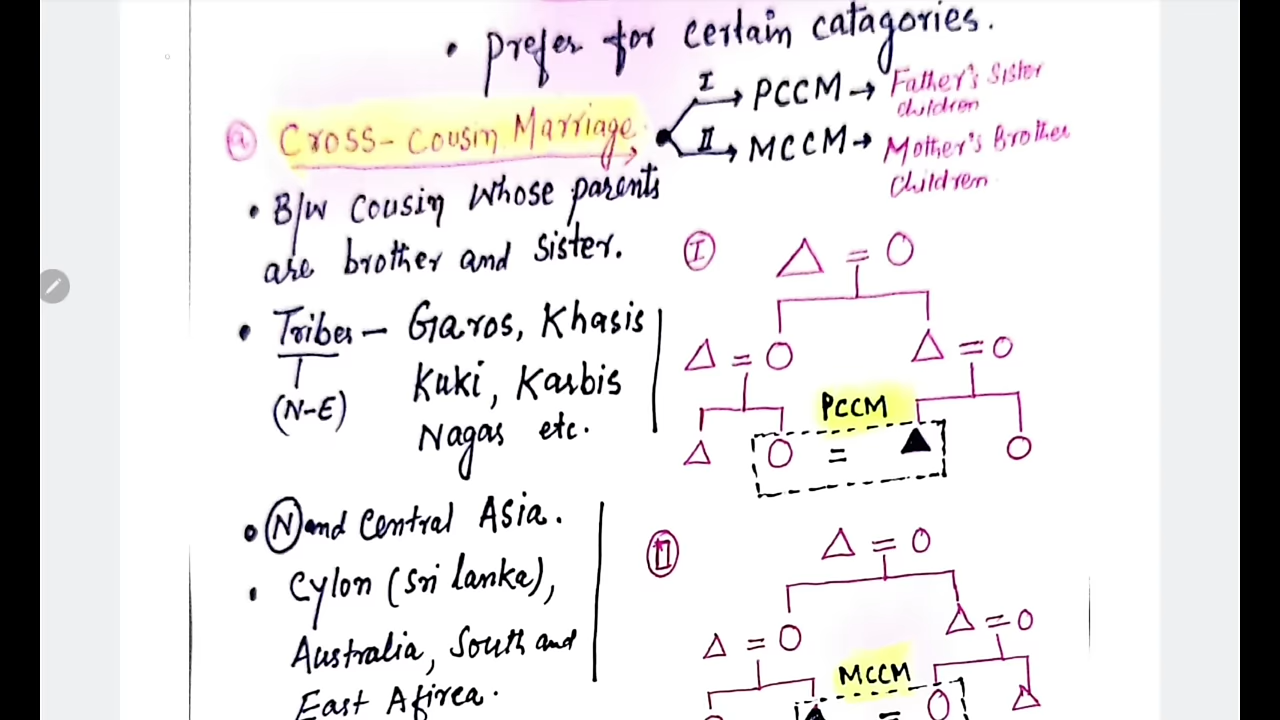 • Prefer for certain catagories.
ⓐ Cross-Cousin Marriage
I → PCCM → Father's Sister children
II → MCCM → Mother's Brother Children
• B/W cousin whose parents
are brother and sister.
• Tribes – Garos, Khasis
(N-E) Kuki, Karbis
Nagas etc.
• N and Central Asia.
• Cylon (Sri lanka),
Australia, South and
East Afirea.
I
PCCM
II
MCCM